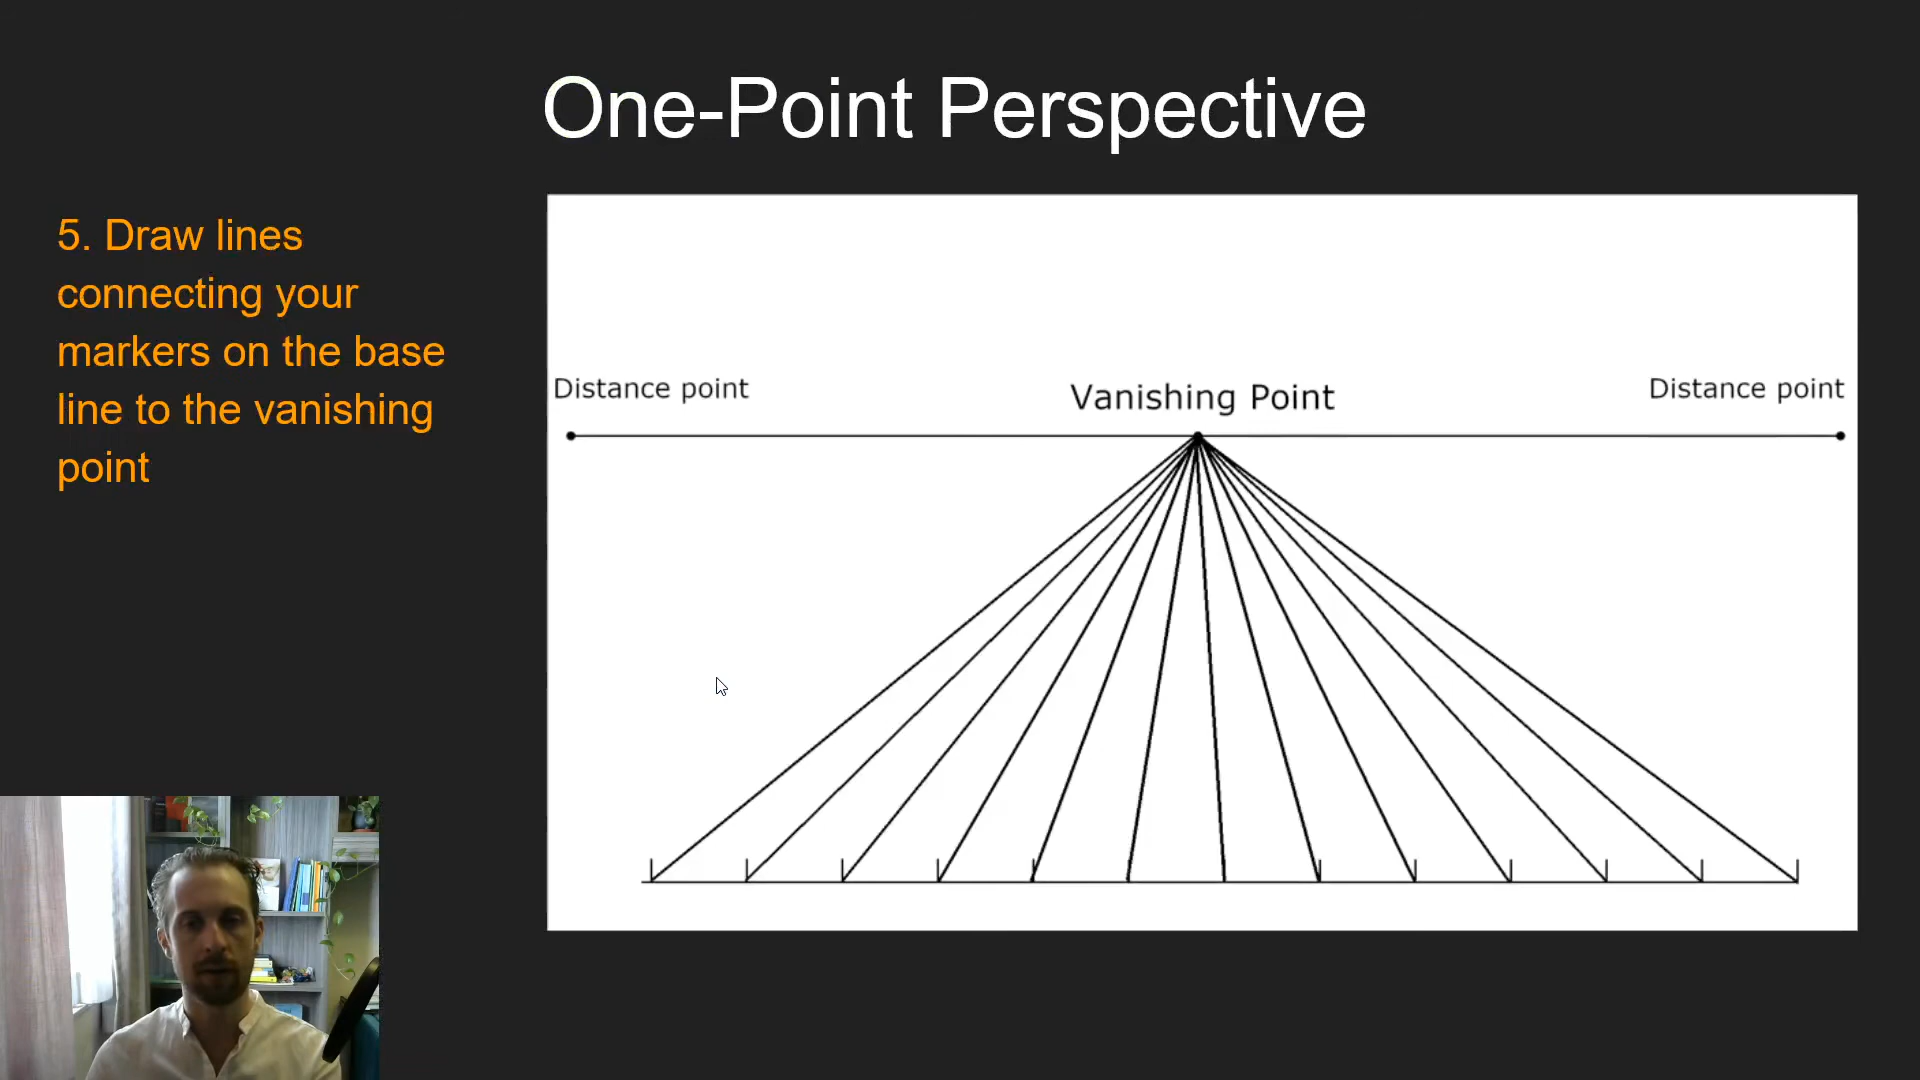 One-Point Perspective
5. Draw lines
connecting your
markers on the base
line to the vanishing
point
Distance point
Vanishing Point
Distance point